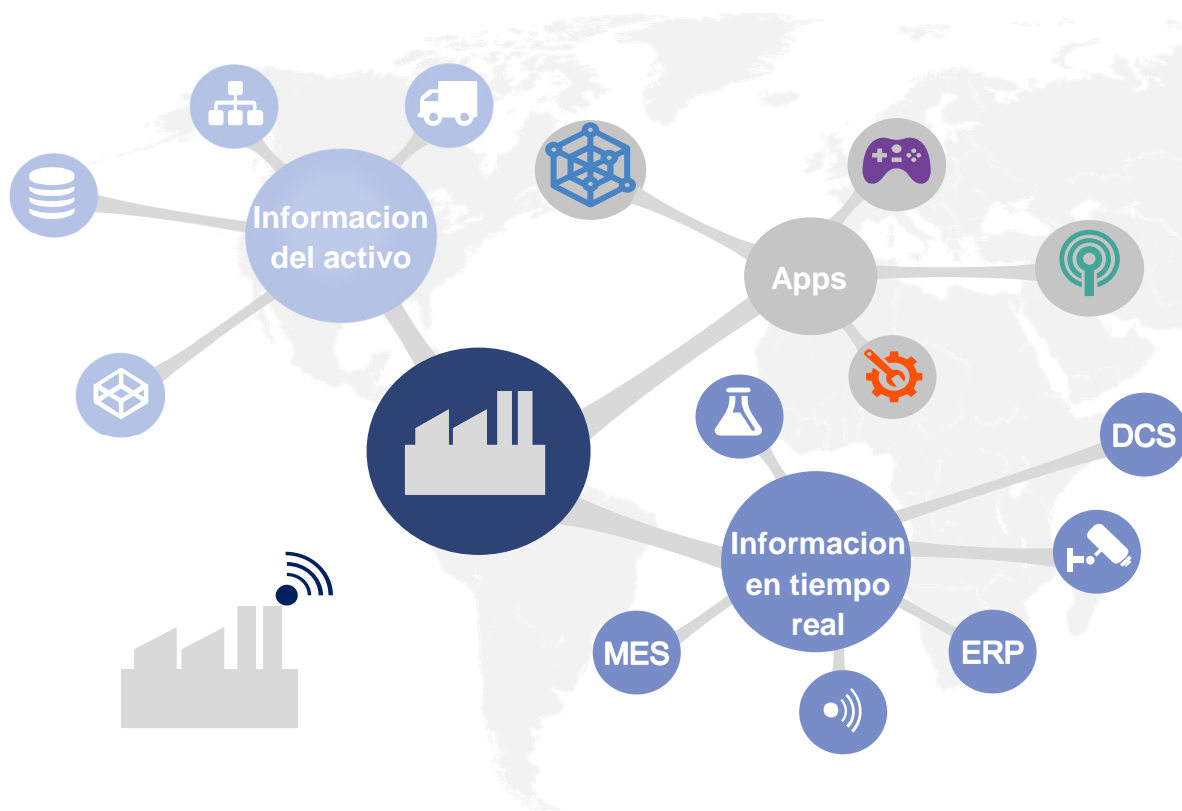 Informacion
del activo
Apps
DCS
Informacion
en tiempo
real
MES
ERP